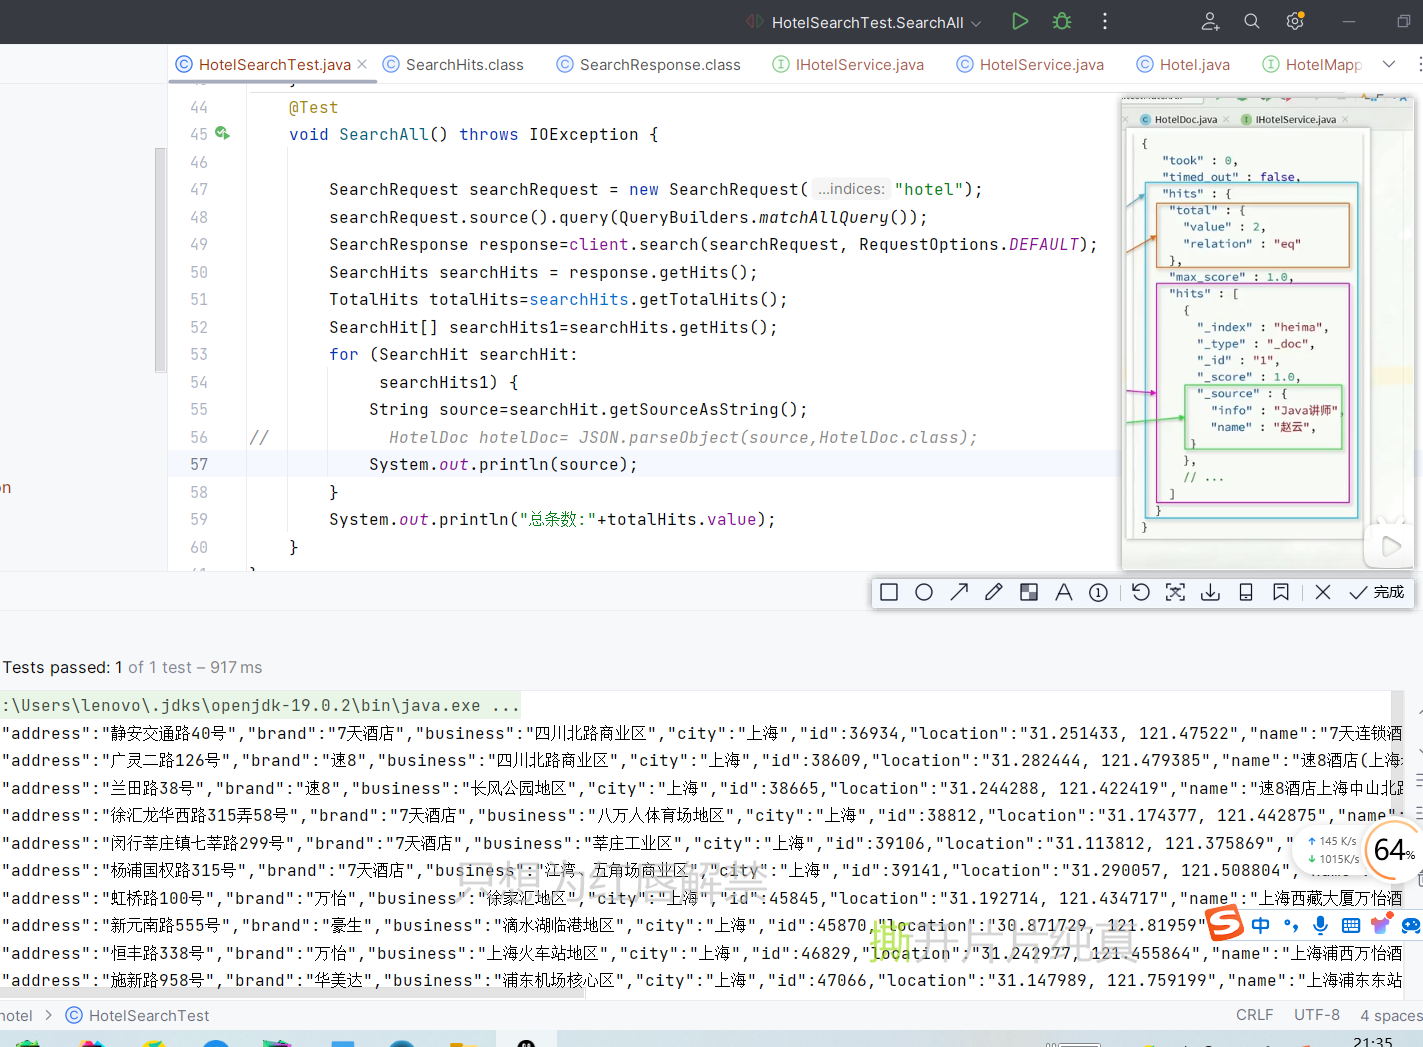 HotelSearchTest.SearchAll
HotelSearchTest.java
SearchHits.class
SearchResponse.class
IHotelService.java
HotelService.java
Hotel.java
HotelMapp
44 @Test
45 void SearchAll() throws IOException {
46
47 SearchRequest searchRequest = new SearchRequest( ...indices: "hotel");
48 searchRequest.source().query(QueryBuilders.matchAllQuery());
49 SearchResponse response=client.search(searchRequest, RequestOptions.DEFAULT);
50 SearchHits searchHits = response.getHits();
51 TotalHits totalHits=searchHits.getTotalHits();
52 SearchHit[] searchHits1=searchHits.getHits();
53 for (SearchHit searchHit:
54 searchHits1) {
55 String source=searchHit.getSourceAsString();
56 // HotelDoc hotelDoc= JSON.parseObject(source,HotelDoc.class);
57 System.out.println(source);
58 }
59 System.out.println("总条数:"+totalHits.value);
60 }
on
HotelDoc.java
IHotelService.java
{
"took" : 0,
"timed_out" : false,
"hits" : {
"total" : {
"value" : 2,
"relation" : "eq"
},
"max_score" : 1.0,
"hits" : [
{
"_index" : "heima",
"_type" : "_doc",
"_id" : "1",
"_score" : 1.0,
"_source" : {
"info" : "Java讲师",
"name" : "赵云",
}
},
// ...
]
}
}
完成
Tests passed: 1 of 1 test – 917 ms
:\Users\lenovo\.jdks\openjdk-19.0.2\bin\java.exe ...
"address":"静安交通路40号","brand":"7天酒店","business":"四川北路商业区","city":"上海","id":36934,"location":"31.251433, 121.47522","name":"7天连锁酒
"address":"广灵二路126号","brand":"速8","business":"四川北路商业区","city":"上海","id":38609,"location":"31.282444, 121.479385","name":"速8酒店(上海
"address":"兰田路38号","brand":"速8","business":"长风公园地区","city":"上海","id":38665,"location":"31.244288, 121.422419","name":"速8酒店上海中山北路
"address":"徐汇龙华西路315弄58号","brand":"7天酒店","business":"八万人体育场地区","city":"上海","id":38812,"location":"31.174377, 121.442875","name"
"address":"闵行莘庄镇七莘路299号","brand":"7天酒店","business":"莘庄工业区","city":"上海","id":39106,"location":"31.113812, 121.375869","
"address":"杨浦国权路315号","brand":"7天酒店","business":"江湾、五角场商业区","city":"上海","id":39141,"location":"31.290057, 121.508804","name"
"address":"虹桥路100号","brand":"万怡","business":"徐家汇地区","city":"上海","id":45845,"location":"31.192714, 121.434717","name":"上海西藏大厦万怡酒
"address":"新元南路555号","brand":"豪生","business":"滴水湖临港地区","city":"上海","id":45870,"location":"30.871729, 121.81959"
"address":"恒丰路338号","brand":"万怡","business":"上海火车站地区","city":"上海","id":46829,"location":"31.242977, 121.455864","name":"上海浦西万怡酒
"address":"施新路958号","brand":"华美达","business":"浦东机场核心区","city":"上海","id":47066,"location":"31.147989, 121.759199","name":"上海浦东东站
只想为红唇解禁
撕开片片纯真
145 K/s
1015K/s
64%
中
hotel
HotelSearchTest
CRLF
UTF-8
4 spaces
21:35